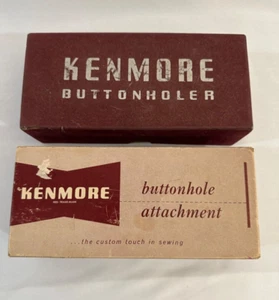 KENMORE
BUTTONHOLER
KENMORE
buttonhole
attachment
...the custom touch in sewing